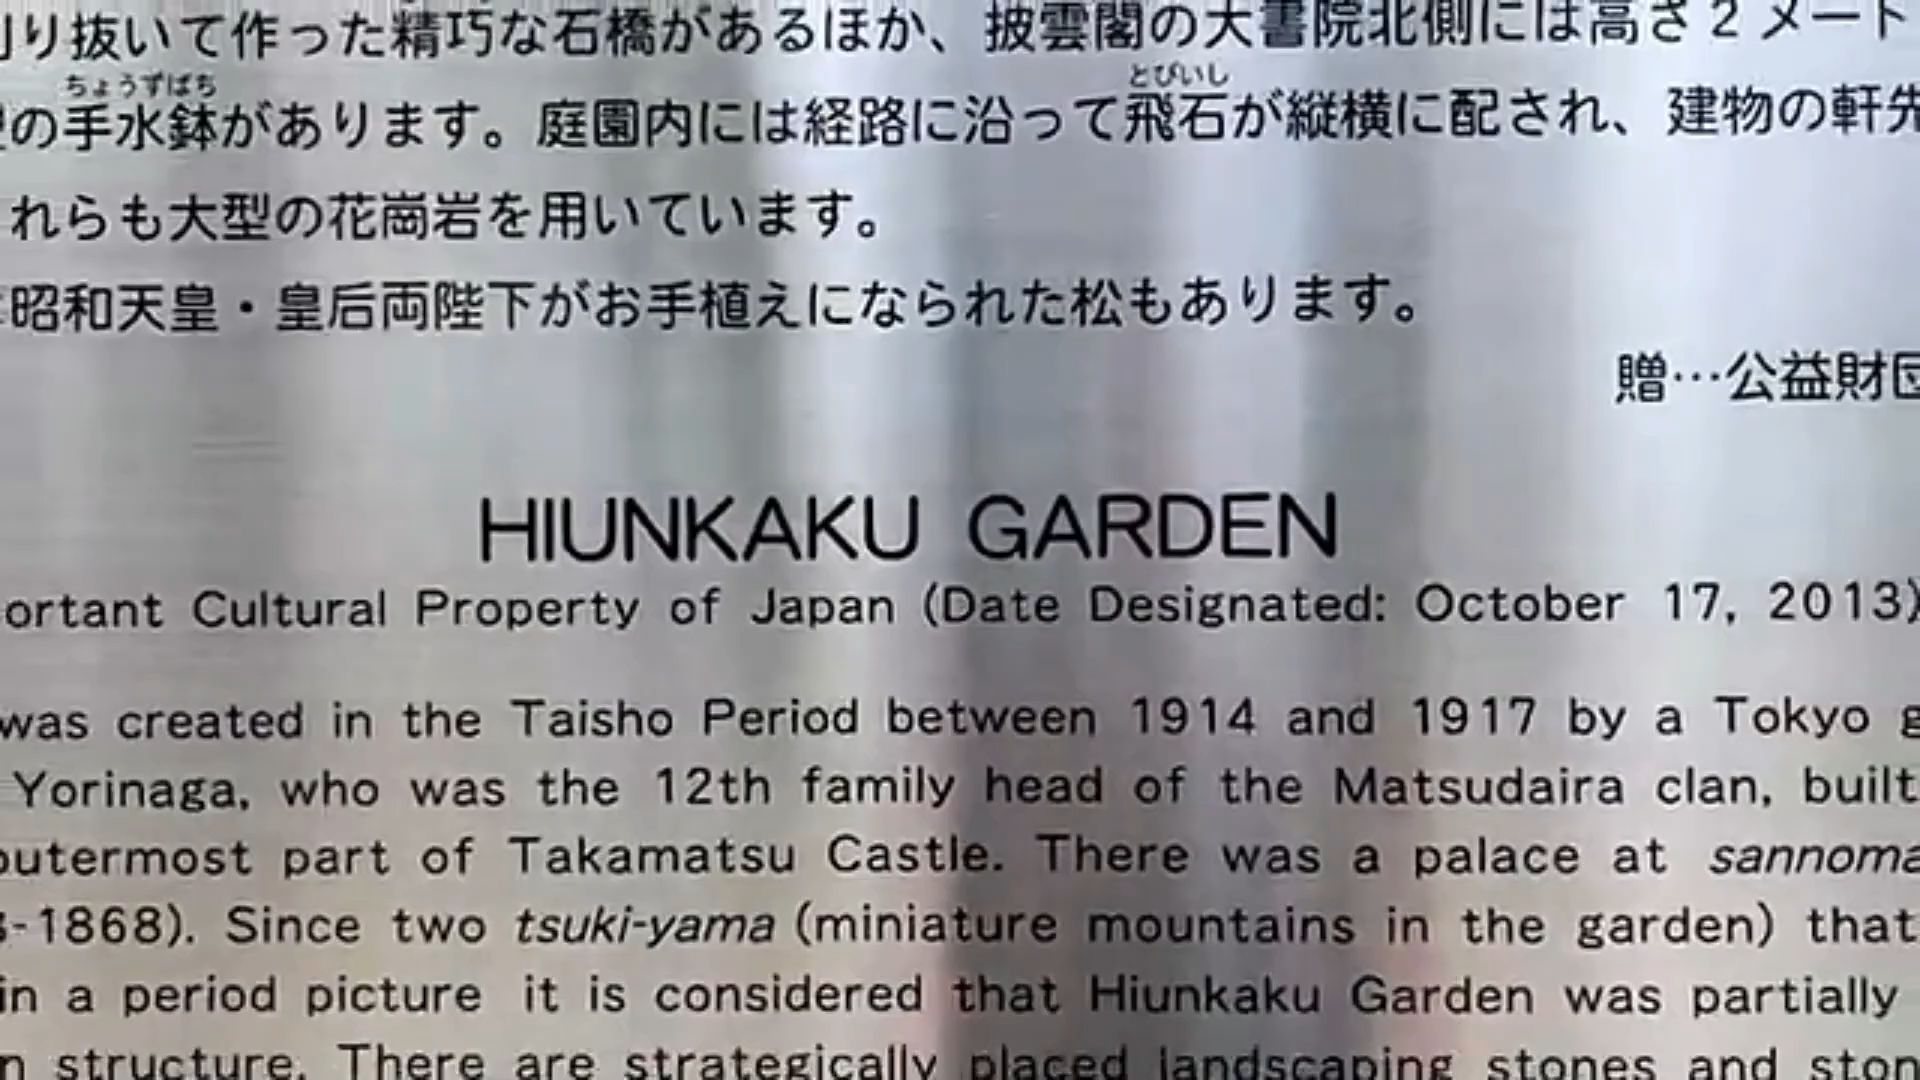 り抜いて作った精巧な石橋があるほか、披雲閣の大書院北側には高さ2メート
ちょうずばち とびいし
の手水鉢があります。庭園内には経路に沿って飛石が縦横に配され、建物の軒先
れらも大型の花崗岩を用いています。
昭和天皇・皇后両陛下がお手植えになられた松もあります。
贈…公益財団
HIUNKAKU GARDEN
ortant Cultural Property of Japan (Date Designated: October 17, 2013)
was created in the Taisho Period between 1914 and 1917 by a Tokyo g
Yorinaga, who was the 12th family head of the Matsudaira clan, built
outermost part of Takamatsu Castle. There was a palace at sannoma
-1868). Since two tsuki-yama (miniature mountains in the garden) that
in a period picture it is considered that Hiunkaku Garden was partially
n structure. There are strategically placed landscaping stones and ston